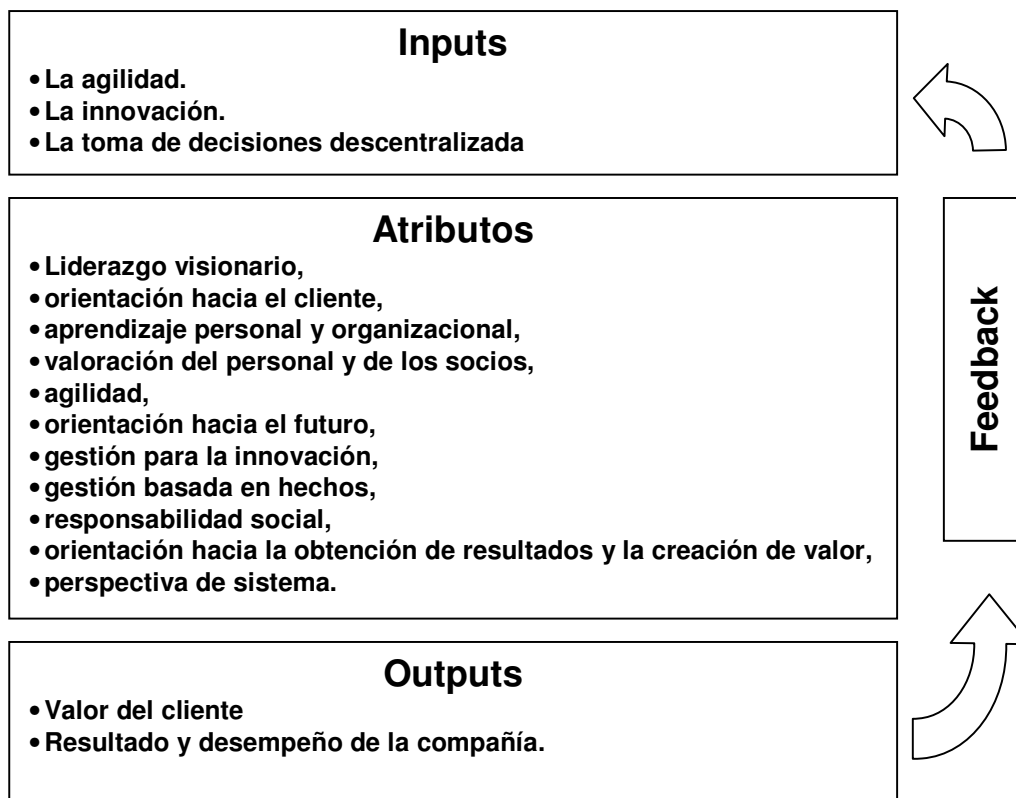 Inputs
• La agilidad.
• La innovación.
• La toma de decisiones descentralizada
Atributos
• Liderazgo visionario,
• orientación hacia el cliente,
• aprendizaje personal y organizacional,
• valoración del personal y de los socios,
• agilidad,
• orientación hacia el futuro,
• gestión para la innovación,
• gestión basada en hechos,
• responsabilidad social,
• orientación hacia la obtención de resultados y la creación de valor,
• perspectiva de sistema.
Feedback
Outputs
• Valor del cliente
• Resultado y desempeño de la compañía.